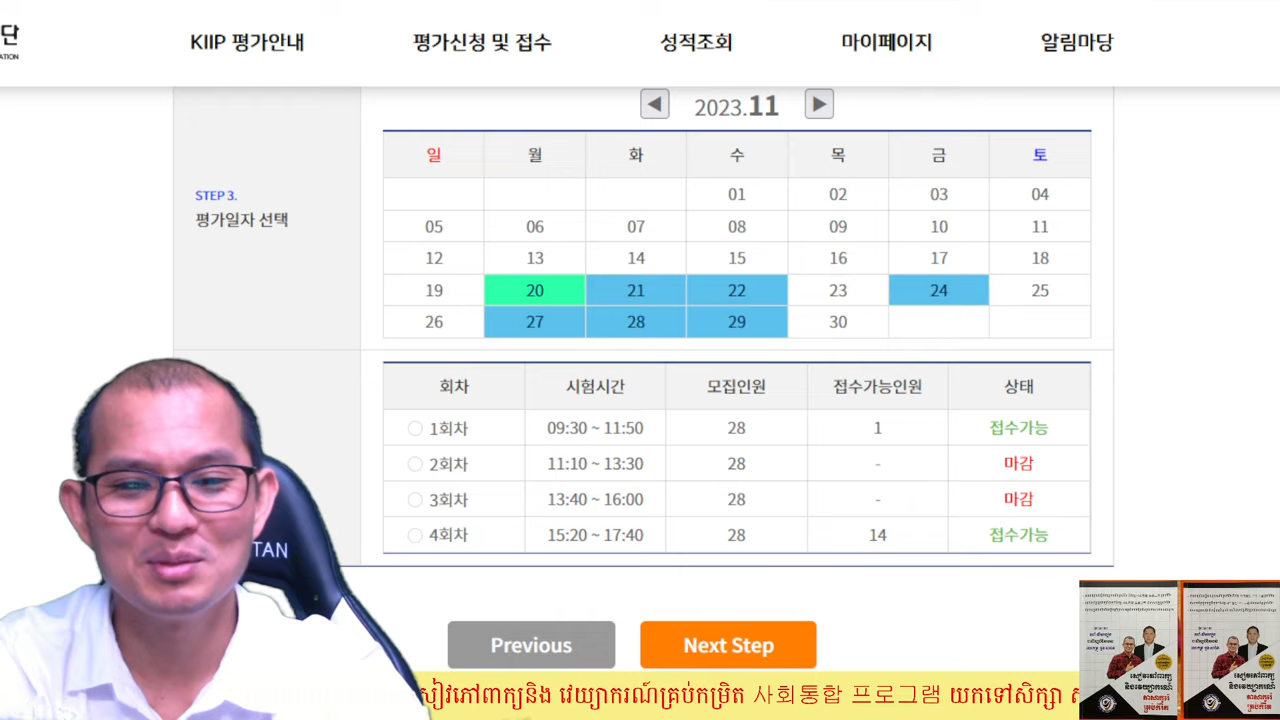 단
ATION
KIIP 평가안내 평가신청 및 접수 성적조회 마이페이지 알림마당
◀ 2023.11 ▶
STEP 3.
평가일자 선택
일 월 화 수 목 금 토
01 02 03 04
05 06 07 08 09 10 11
12 13 14 15 16 17 18
19 20 21 22 23 24 25
26 27 28 29 30
회차 시험시간 모집인원 접수가능인원 상태
1회차 09:30 ~ 11:50 28 1 접수가능
2회차 11:10 ~ 13:30 28 - 마감
3회차 13:40 ~ 16:00 28 - 마감
4회차 15:20 ~ 17:40 28 14 접수가능
TAN
Previous Next Step
សៀវភៅពាក្យនិង វេយ្យាករណ៍គ្រប់កម្រិត 사회통합 프로그램 យកទៅសិក្សា